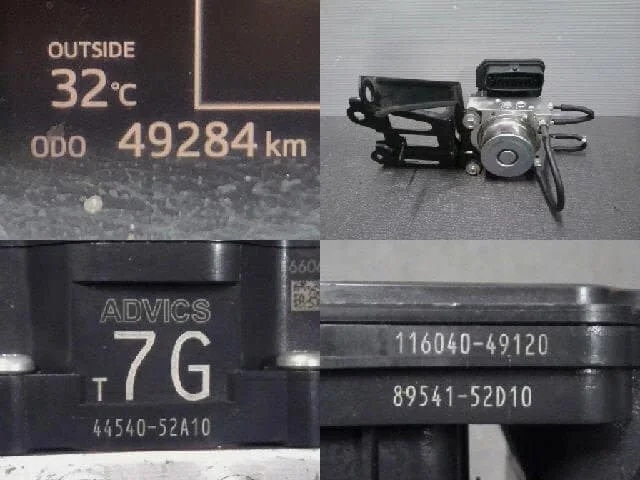 OUTSIDE
32°C
ODO 49284 km
ADVICS
T 7G
44540-52A10
116040-49120
89541-52D10